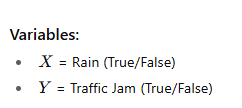 Variables:
• X = Rain (True/False)
• Y = Traffic Jam (True/False)